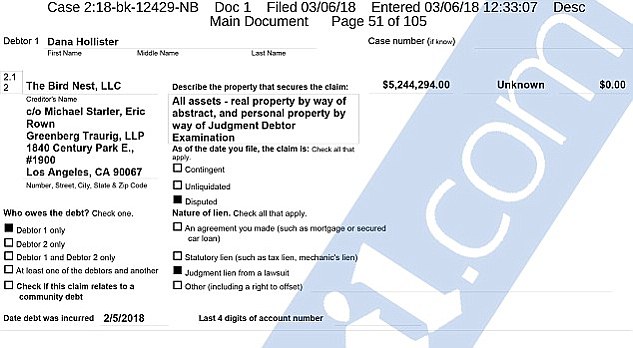 Case 2:18-bk-12429-NB Doc 1 Filed 03/06/18 Entered 03/06/18 12:33:07 Desc
Main Document Page 51 of 105
Debtor 1 Dana Hollister Case number (if know)
First Name Middle Name Last Name
2.1
2
The Bird Nest, LLC Describe the property that secures the claim: $5,244,294.00 Unknown $0.00
Creditor's Name
c/o Michael Starler, Eric
Rown
Greenberg Traurig, LLP
1840 Century Park E.,
#1900
Los Angeles, CA 90067
Number, Street, City, State & Zip Code
All assets - real property by way of
abstract, and personal property by
way of Judgment Debtor
Examination
As of the date you file, the claim is: Check all that
apply.
Contingent
Unliquidated
Disputed
Who owes the debt? Check one.
Debtor 1 only
Debtor 2 only
Debtor 1 and Debtor 2 only
At least one of the debtors and another
Check if this claim relates to a
community debt
Nature of lien. Check all that apply.
An agreement you made (such as mortgage or secured
car loan)
Statutory lien (such as tax lien, mechanic's lien)
Judgment lien from a lawsuit
Other (including a right to offset)
Date debt was incurred 2/5/2018 Last 4 digits of account number
.com